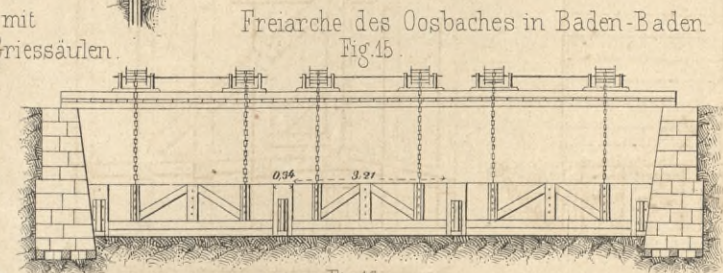 mit
Griessäulen.
Freiarche des Oosbaches in Baden-Baden
Fig. 15.
0,34
3.21